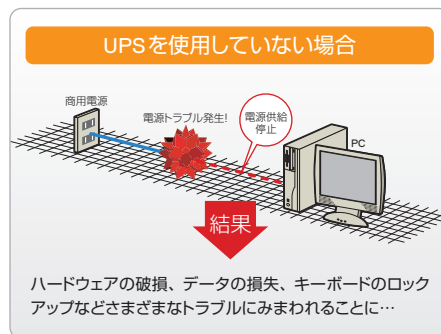 UPSを使用していない場合
商用電源
電源トラブル発生!
電源供給
停止
PC
結果
ハードウェアの破損、データの損失、キーボードのロック
アップなどさまざまなトラブルにみまわれることに…